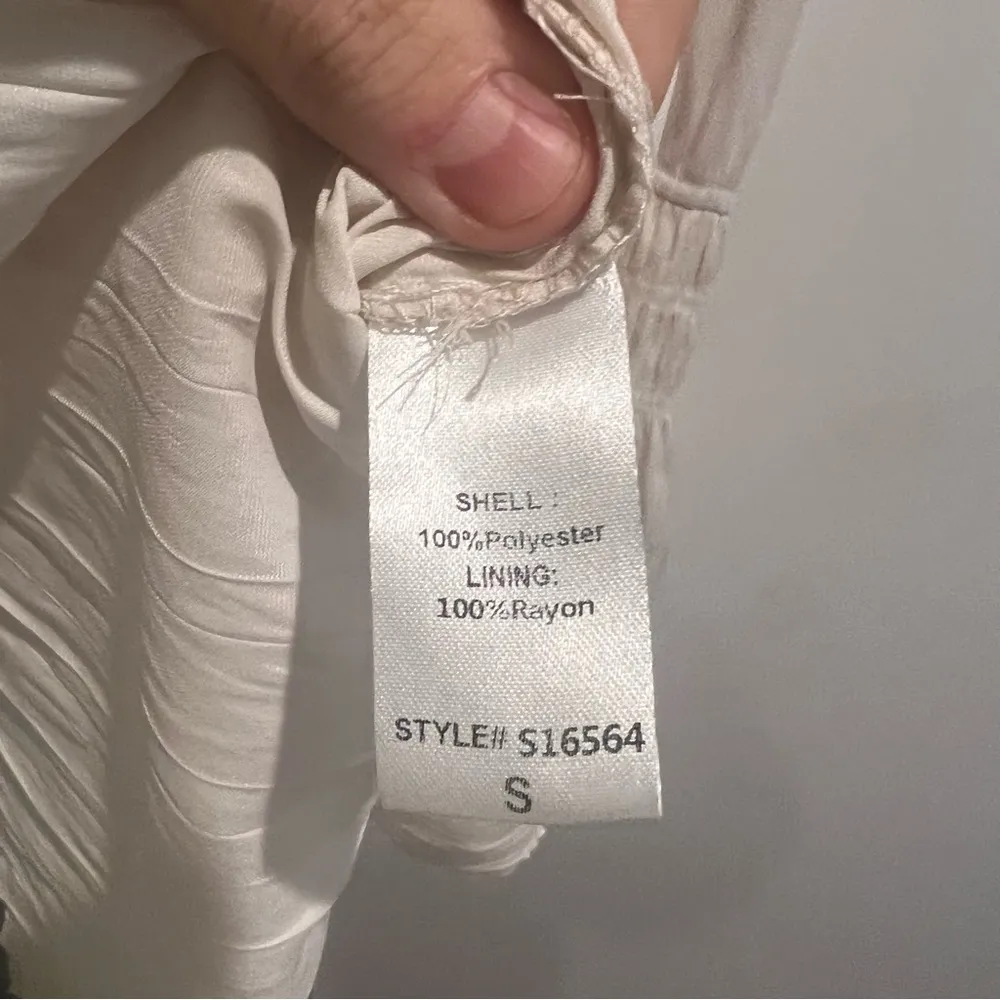 SHELL :
100%Polyester
LINING:
100%Rayon
STYLE# S16564
S